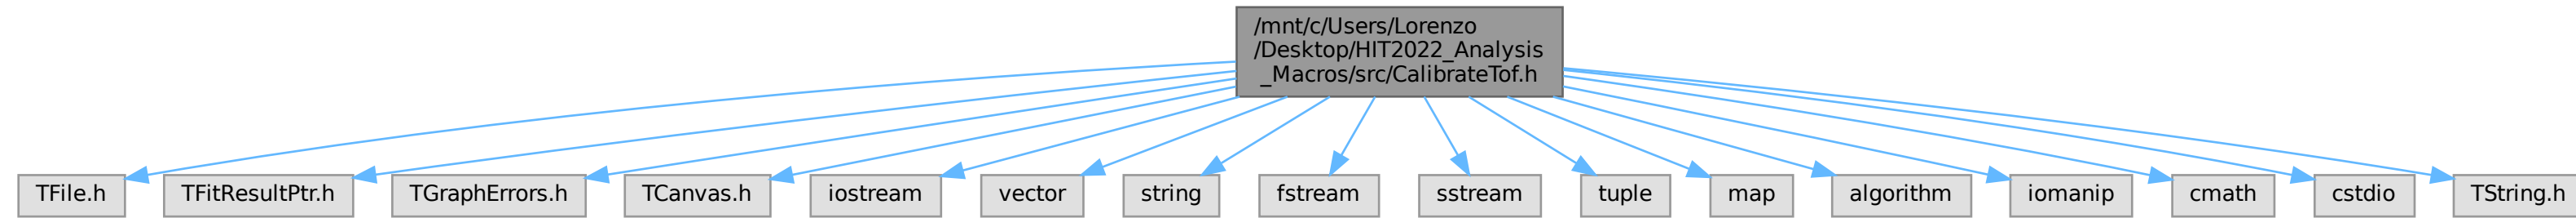 /mnt/c/Users/Lorenzo
/Desktop/HIT2022_Analysis
_Macros/src/CalibrateTof.h
TFile.h
TFitResultPtr.h
TGraphErrors.h
TCanvas.h
iostream
vector
string
fstream
sstream
tuple
map
algorithm
iomanip
cmath
cstdio
TString.h